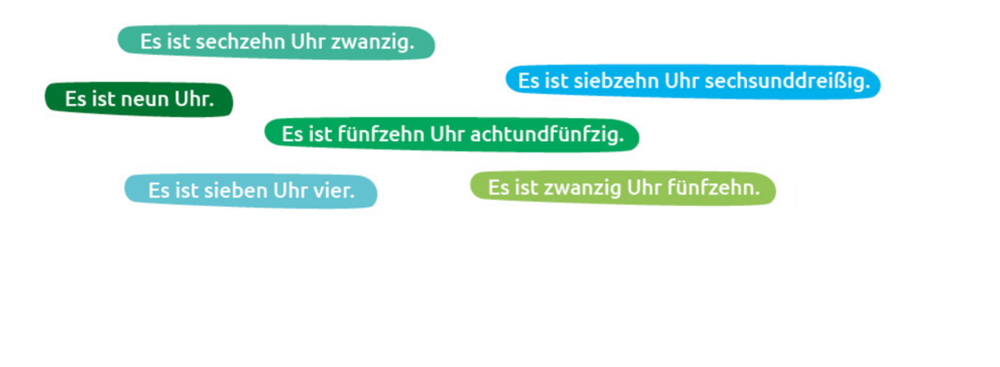 Es ist sechzehn Uhr zwanzig.
Es ist siebzehn Uhr sechsunddreißig.
Es ist neun Uhr.
Es ist fünfzehn Uhr achtundfünfzig.
Es ist sieben Uhr vier.
Es ist zwanzig Uhr fünfzehn.